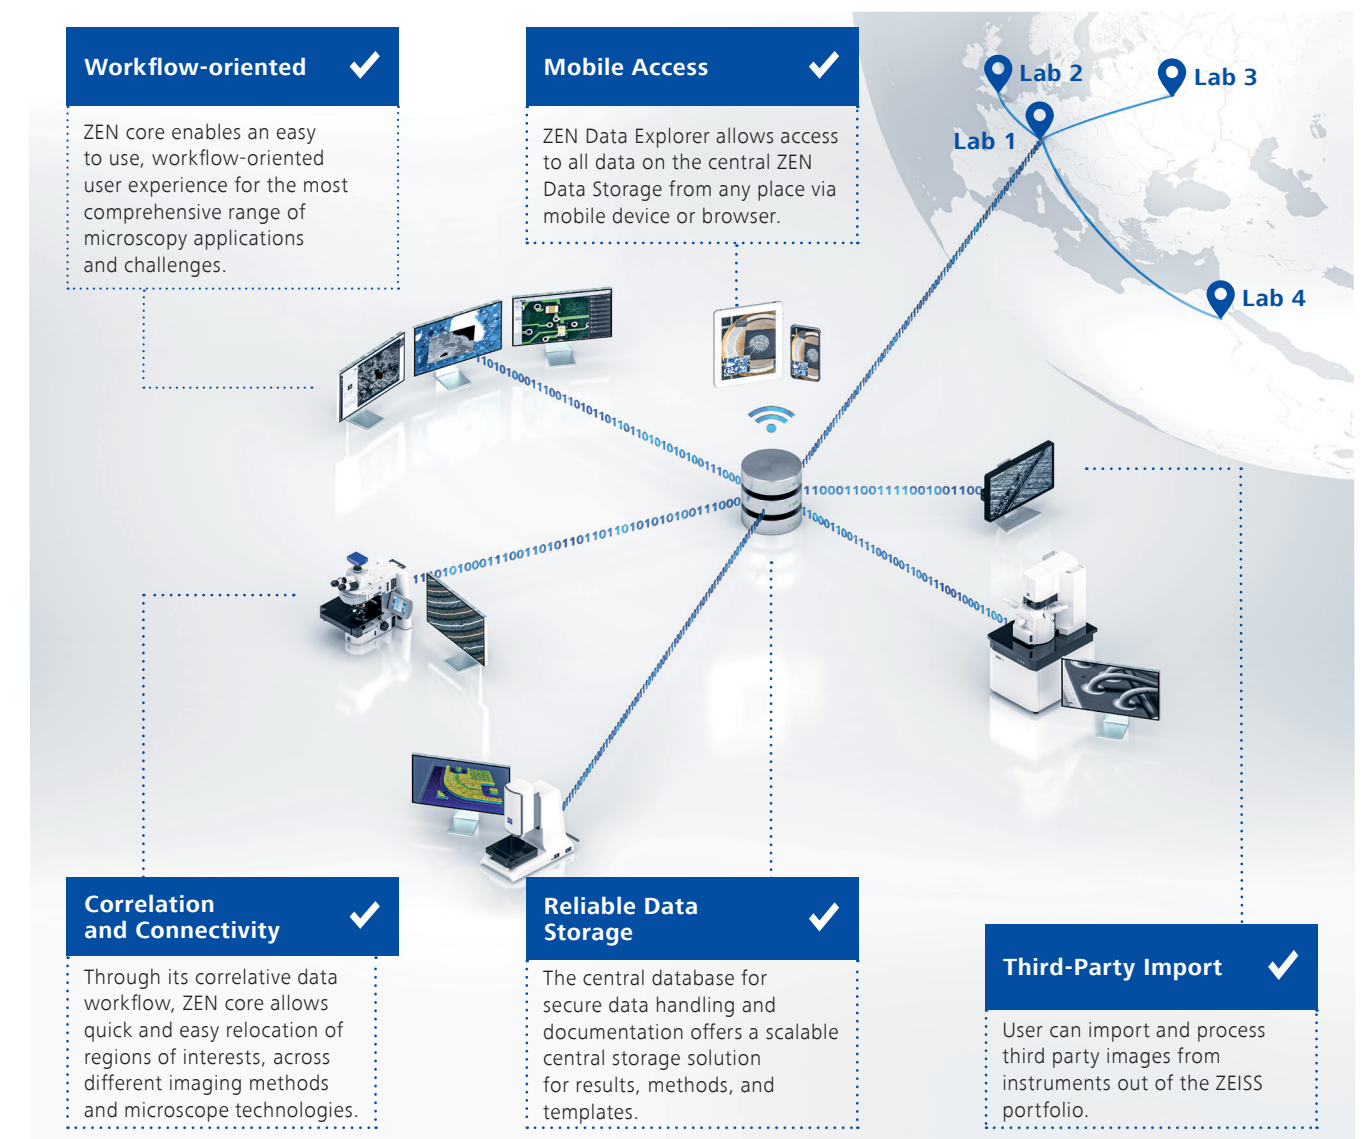 Workflow-oriented
ZEN core enables an easy
to use, workflow-oriented
user experience for the most
comprehensive range of
microscopy applications
and challenges.
Mobile Access
ZEN Data Explorer allows access
to all data on the central ZEN
Data Storage from any place via
mobile device or browser.
Lab 2
Lab 3
Lab 1
Lab 4
Correlation
and Connectivity
Through its correlative data
workflow, ZEN core allows
quick and easy relocation of
regions of interests, across
different imaging methods
and microscope technologies.
Reliable Data
Storage
The central database for
secure data handling and
documentation offers a scalable
central storage solution
for results, methods, and
templates.
Third-Party Import
User can import and process
third party images from
instruments out of the ZEISS
portfolio.